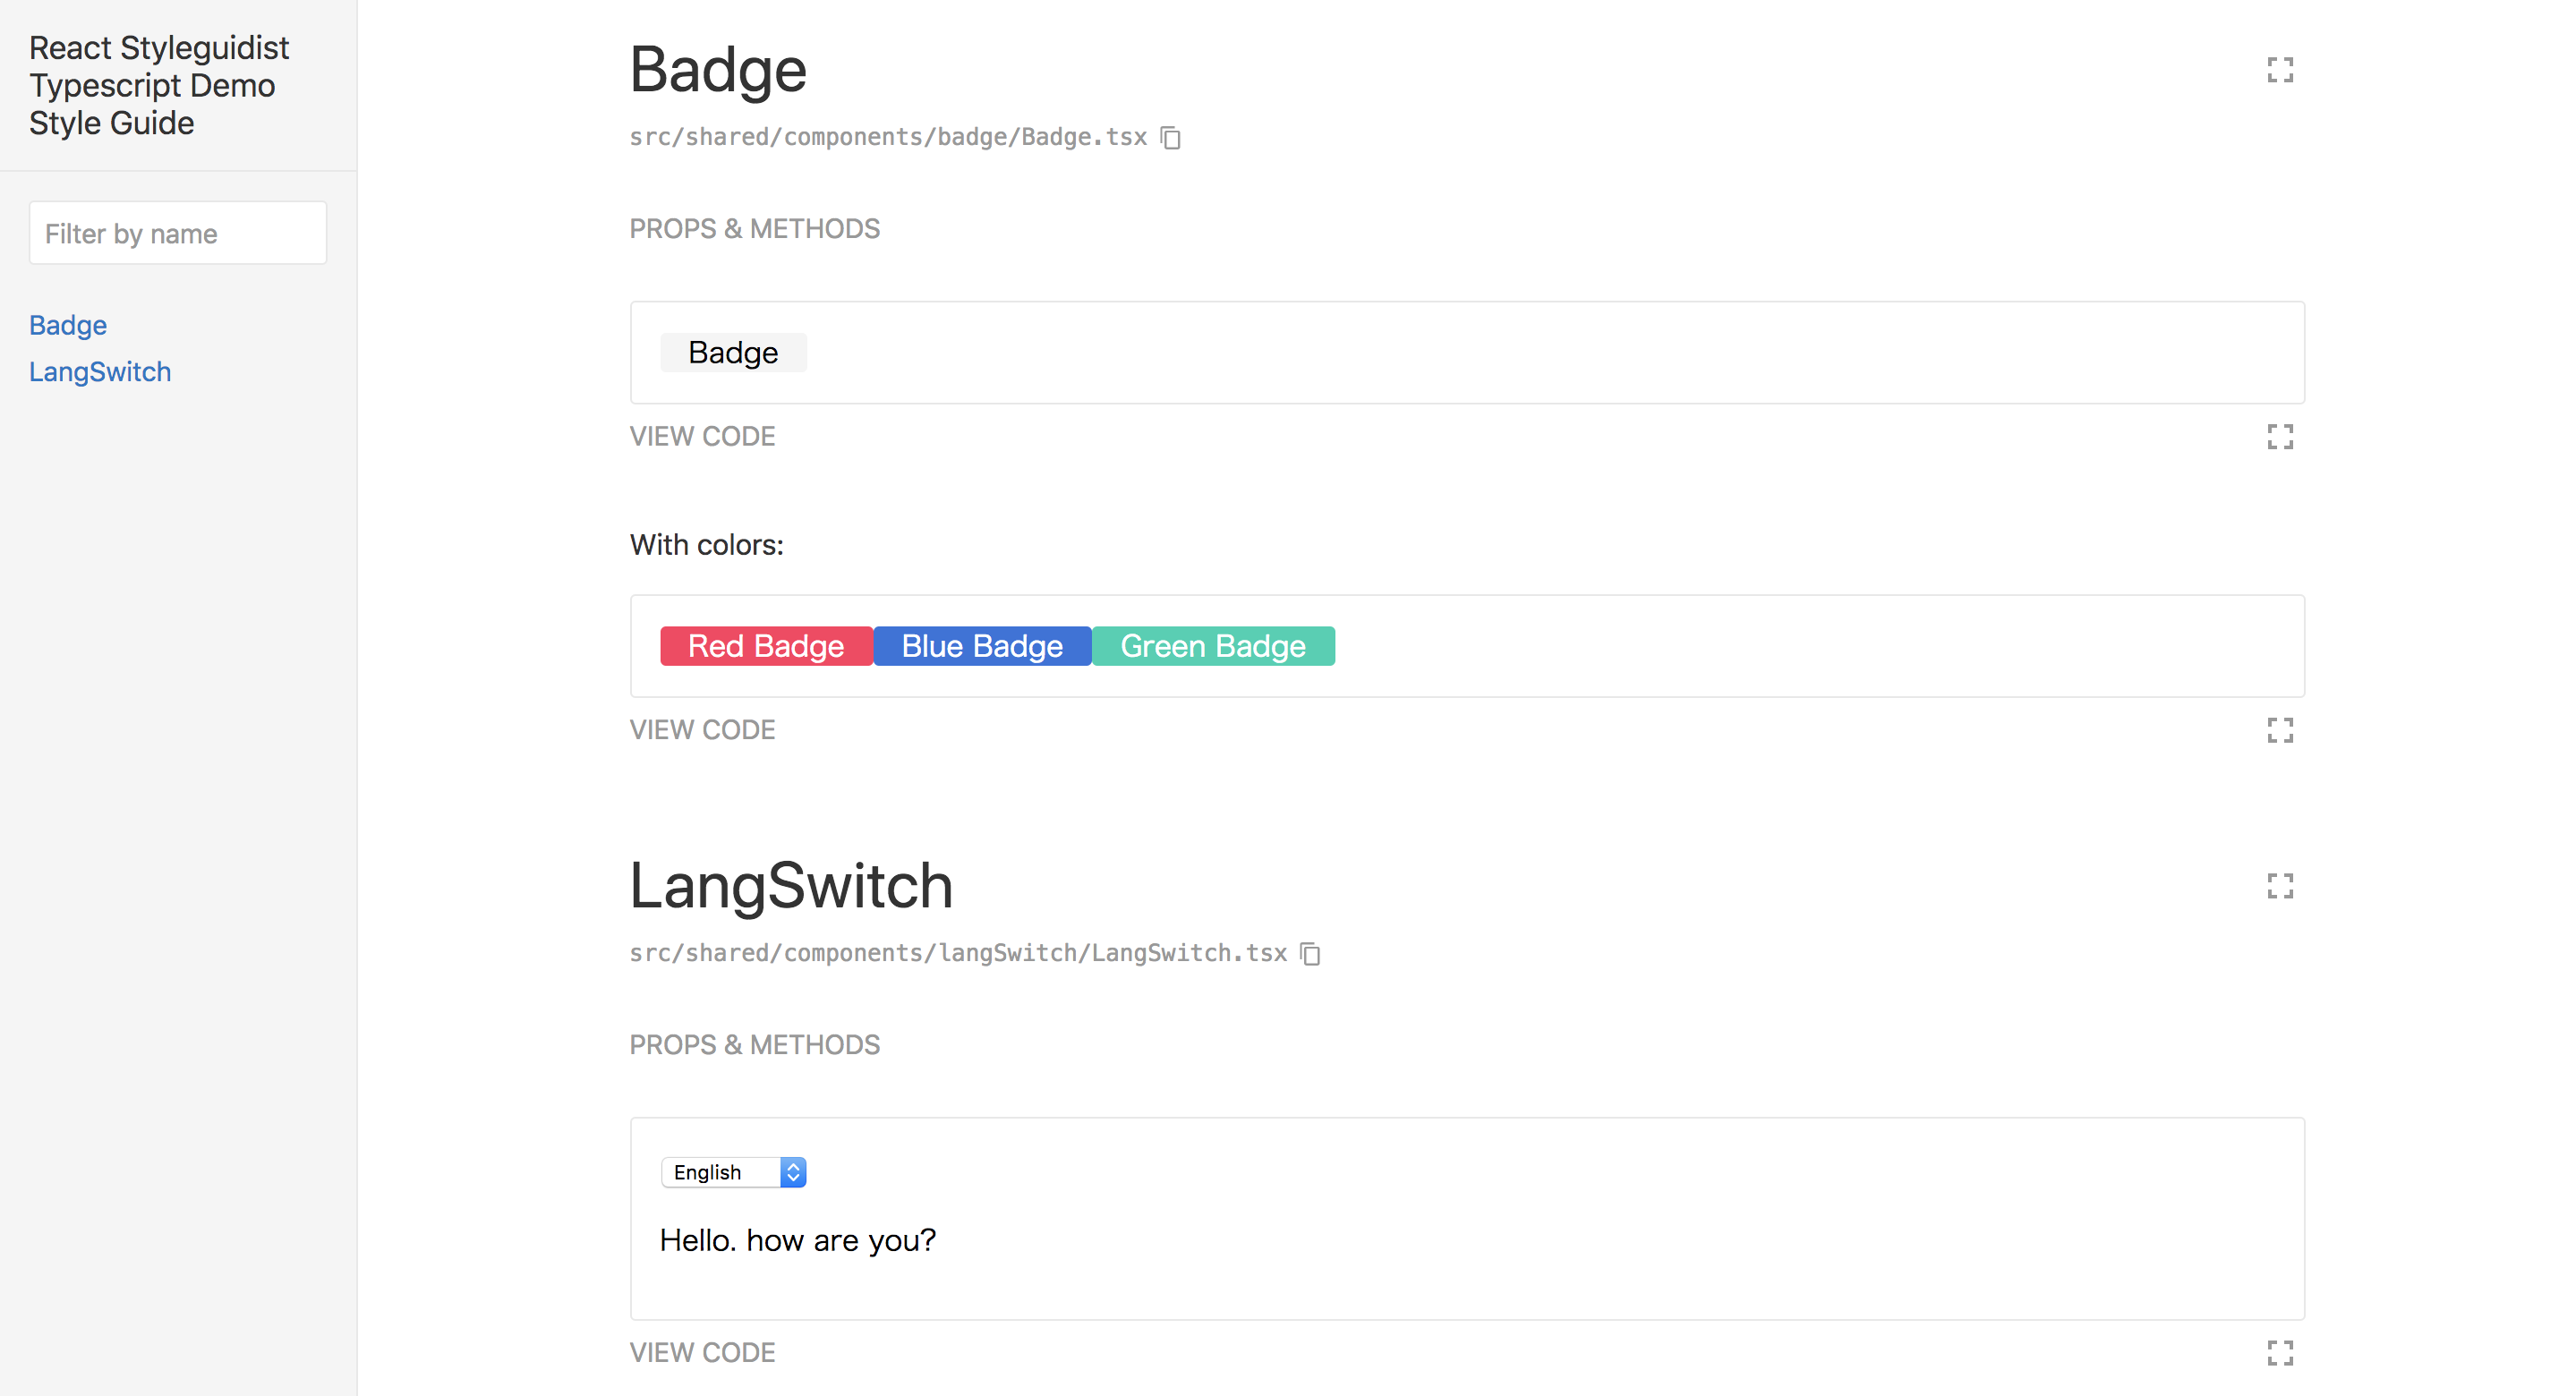 React Styleguidist
Typescript Demo
Style Guide
Filter by name
Badge
LangSwitch
Badge
src/shared/components/badge/Badge.tsx
PROPS & METHODS
Badge
VIEW CODE
With colors:
Red Badge Blue Badge Green Badge
VIEW CODE
LangSwitch
src/shared/components/langSwitch/LangSwitch.tsx
PROPS & METHODS
English
Hello. how are you?
VIEW CODE